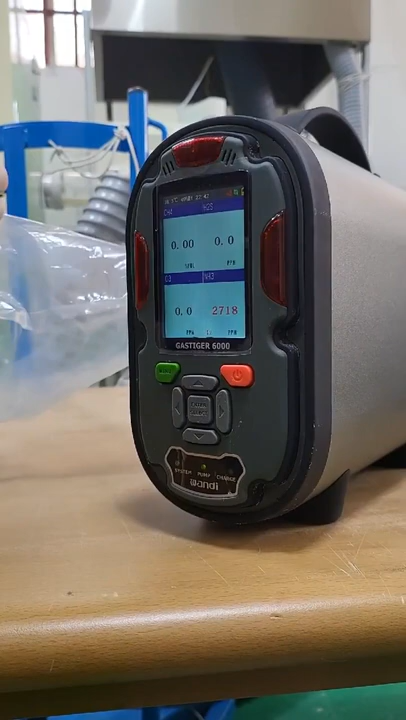 CH4 H2S
0.00 0.0
%VOL PPM
NH3
0.0 2718
PPM PPM
GASTIGER 6000
SYSTEM PUMP CHARGE
wandi